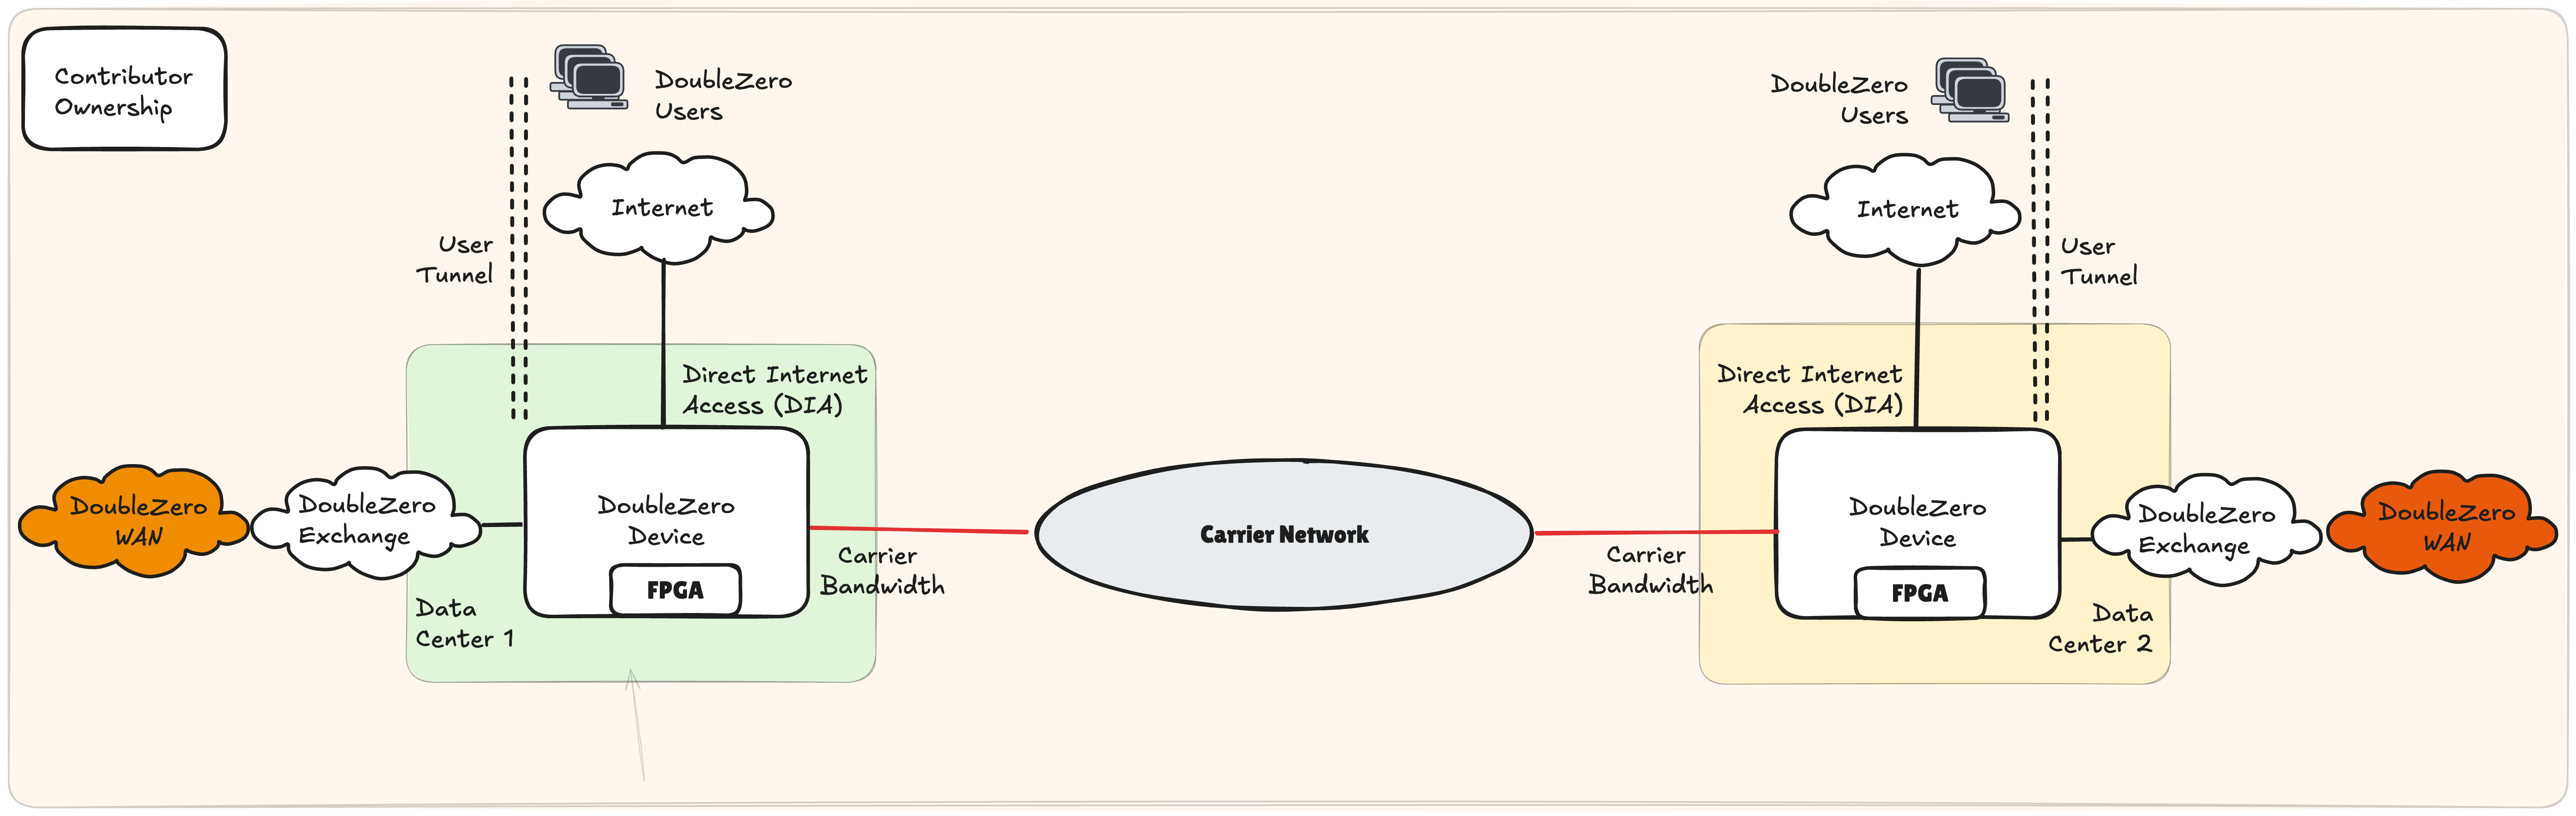 Contributor
Ownership
DoubleZero
Users
DoubleZero
Users
Internet
Internet
User
Tunnel
User
Tunnel
Direct Internet
Access (DIA)
Direct Internet
Access (DIA)
DoubleZero
WAN
DoubleZero
Exchange
DoubleZero
Device
FPGA
Carrier
Bandwidth
Data
Center 1
Carrier Network
Carrier
Bandwidth
DoubleZero
Device
FPGA
DoubleZero
Exchange
DoubleZero
WAN
Data
Center 2